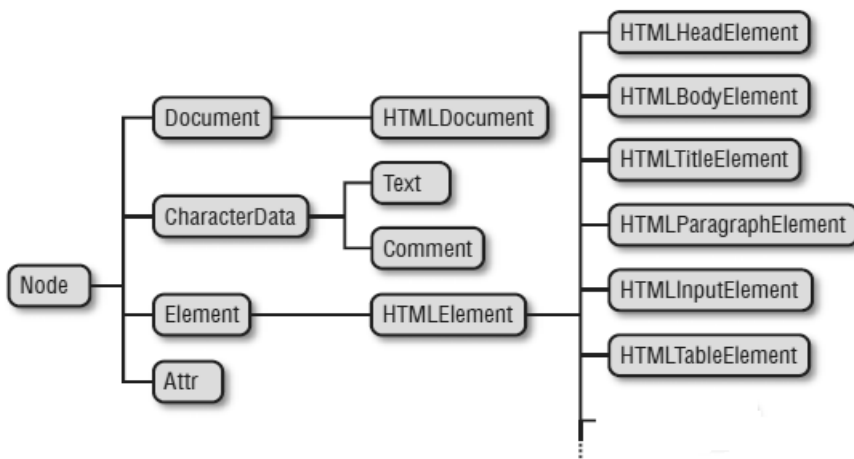 HTMLHeadElement
HTMLBodyElement
Document
HTMLDocument
HTMLTitleElement
Text
CharacterData
HTMLParagraphElement
Comment
Node
HTMLInputElement
Element
HTMLElement
HTMLTableElement
Attr